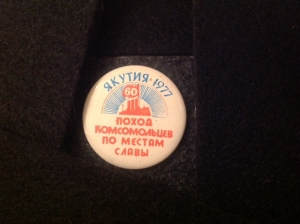 ЯКУТИЯ · 1977
60
ПОХОД
КОМСОМОЛЬЦЕВ
ПО МЕСТАМ
СЛАВЫ